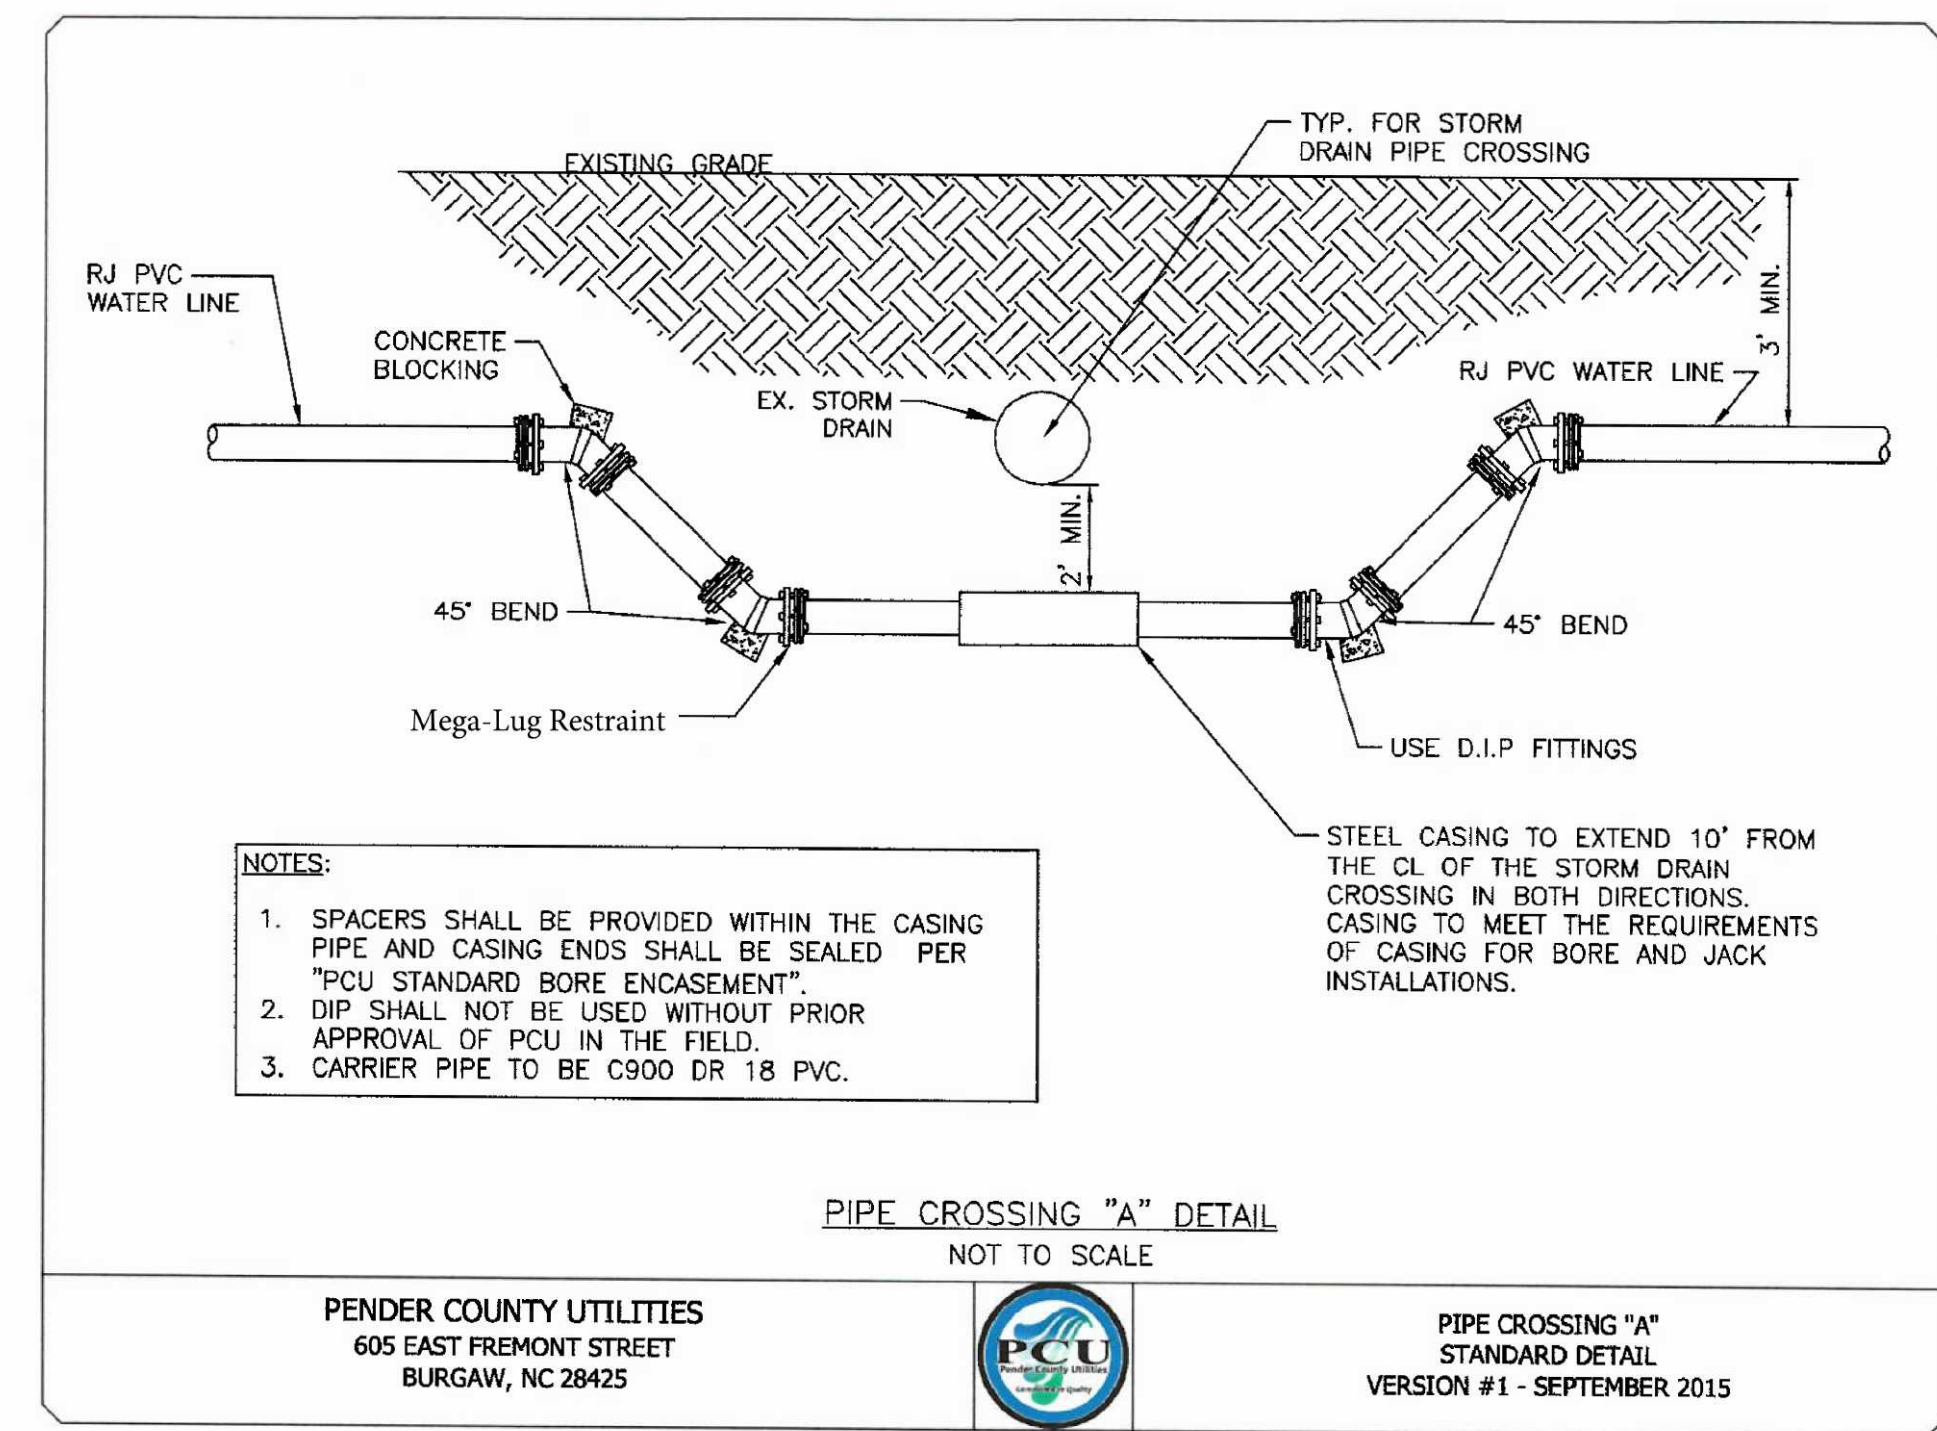 TYP. FOR STORM
DRAIN PIPE CROSSING
EXISTING GRADE
RJ PVC
WATER LINE
CONCRETE
BLOCKING
3' MIN.
RJ PVC WATER LINE
EX. STORM
DRAIN
2' MIN.
45° BEND
45° BEND
Mega-Lug Restraint
USE D.I.P FITTINGS
STEEL CASING TO EXTEND 10' FROM
THE CL OF THE STORM DRAIN
CROSSING IN BOTH DIRECTIONS.
CASING TO MEET THE REQUIREMENTS
OF CASING FOR BORE AND JACK
INSTALLATIONS.
NOTES:
1. SPACERS SHALL BE PROVIDED WITHIN THE CASING
PIPE AND CASING ENDS SHALL BE SEALED PER
"PCU STANDARD BORE ENCASEMENT".
2. DIP SHALL NOT BE USED WITHOUT PRIOR
APPROVAL OF PCU IN THE FIELD.
3. CARRIER PIPE TO BE C900 DR 18 PVC.
PIPE CROSSING "A" DETAIL
NOT TO SCALE
PENDER COUNTY UTILITIES
605 EAST FREMONT STREET
BURGAW, NC 28425
PCU
Pender County Utilities
Quality
PIPE CROSSING "A"
STANDARD DETAIL
VERSION #1 - SEPTEMBER 2015